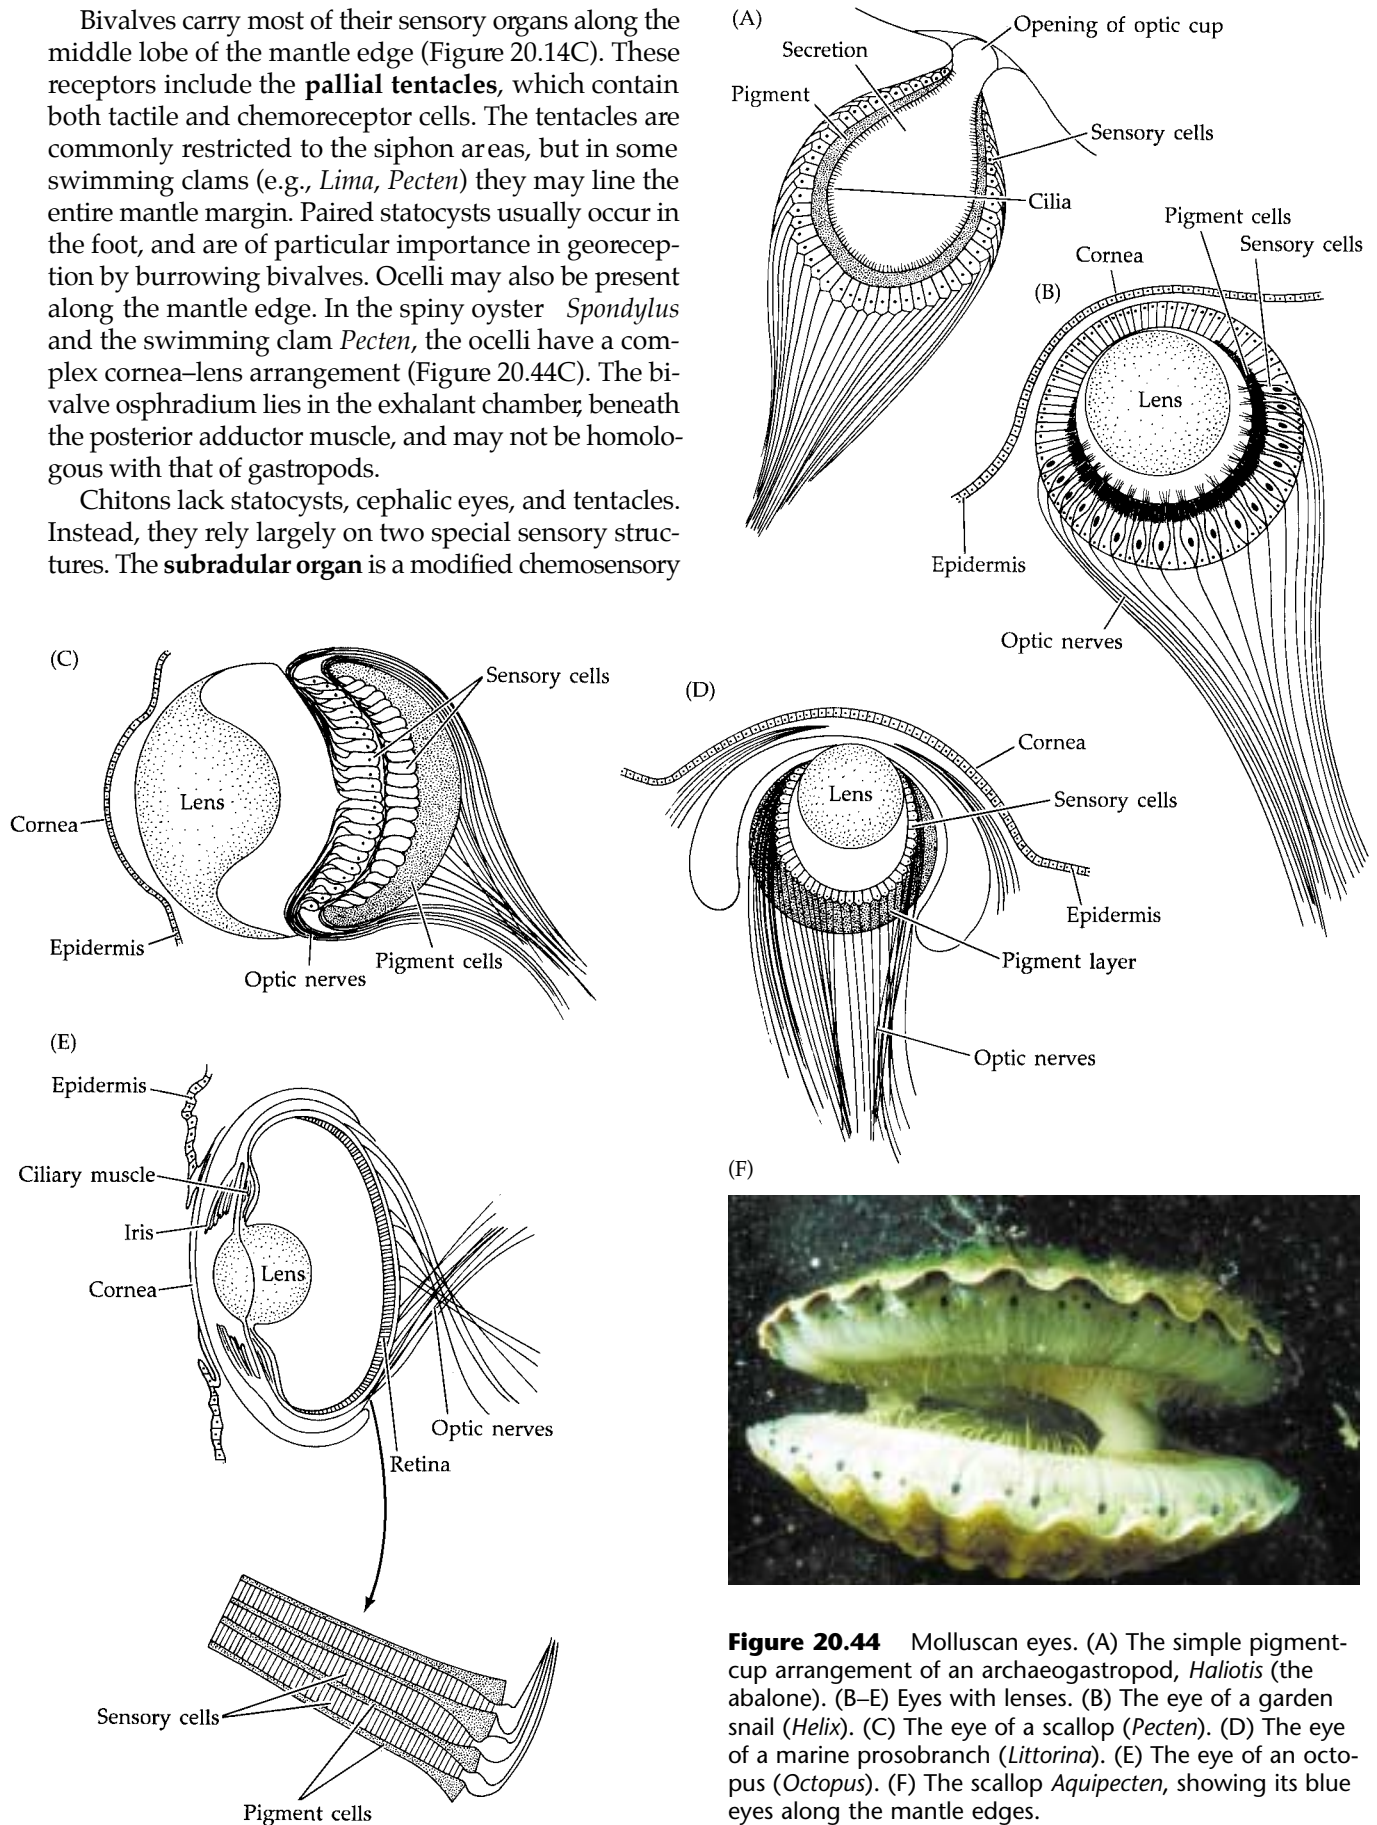 Bivalves carry most of their sensory organs along the
middle lobe of the mantle edge (Figure 20.14C). These
receptors include the pallial tentacles, which contain
both tactile and chemoreceptor cells. The tentacles are
commonly restricted to the siphon areas, but in some
swimming clams (e.g., Lima, Pecten) they may line the
entire mantle margin. Paired statocysts usually occur in
the foot, and are of particular importance in georecep-
tion by burrowing bivalves. Ocelli may also be present
along the mantle edge. In the spiny oyster Spondylus
and the swimming clam Pecten, the ocelli have a com-
plex cornea–lens arrangement (Figure 20.44C). The bi-
valve osphradium lies in the exhalant chamber, beneath
the posterior adductor muscle, and may not be homolo-
gous with that of gastropods.
Chitons lack statocysts, cephalic eyes, and tentacles.
Instead, they rely largely on two special sensory struc-
tures. The subradular organ is a modified chemosensory
(A)
Opening of optic cup
Secretion
Pigment
Sensory cells
Cilia
(B)
Pigment cells
Sensory cells
Cornea
Lens
Epidermis
Optic nerves
(C)
Sensory cells
Lens
Cornea
Epidermis
Optic nerves
Pigment cells
(D)
Cornea
Lens
Sensory cells
Epidermis
Pigment layer
Optic nerves
(E)
Epidermis
Ciliary muscle
Iris
Lens
Cornea
Optic nerves
Retina
Sensory cells
Pigment cells
(F)
Figure 20.44 Molluscan eyes. (A) The simple pigment-
cup arrangement of an archaeogastropod, Haliotis (the
abalone). (B–E) Eyes with lenses. (B) The eye of a garden
snail (Helix). (C) The eye of a scallop (Pecten). (D) The eye
of a marine prosobranch (Littorina). (E) The eye of an octo-
pus (Octopus). (F) The scallop Aquipecten, showing its blue
eyes along the mantle edges.